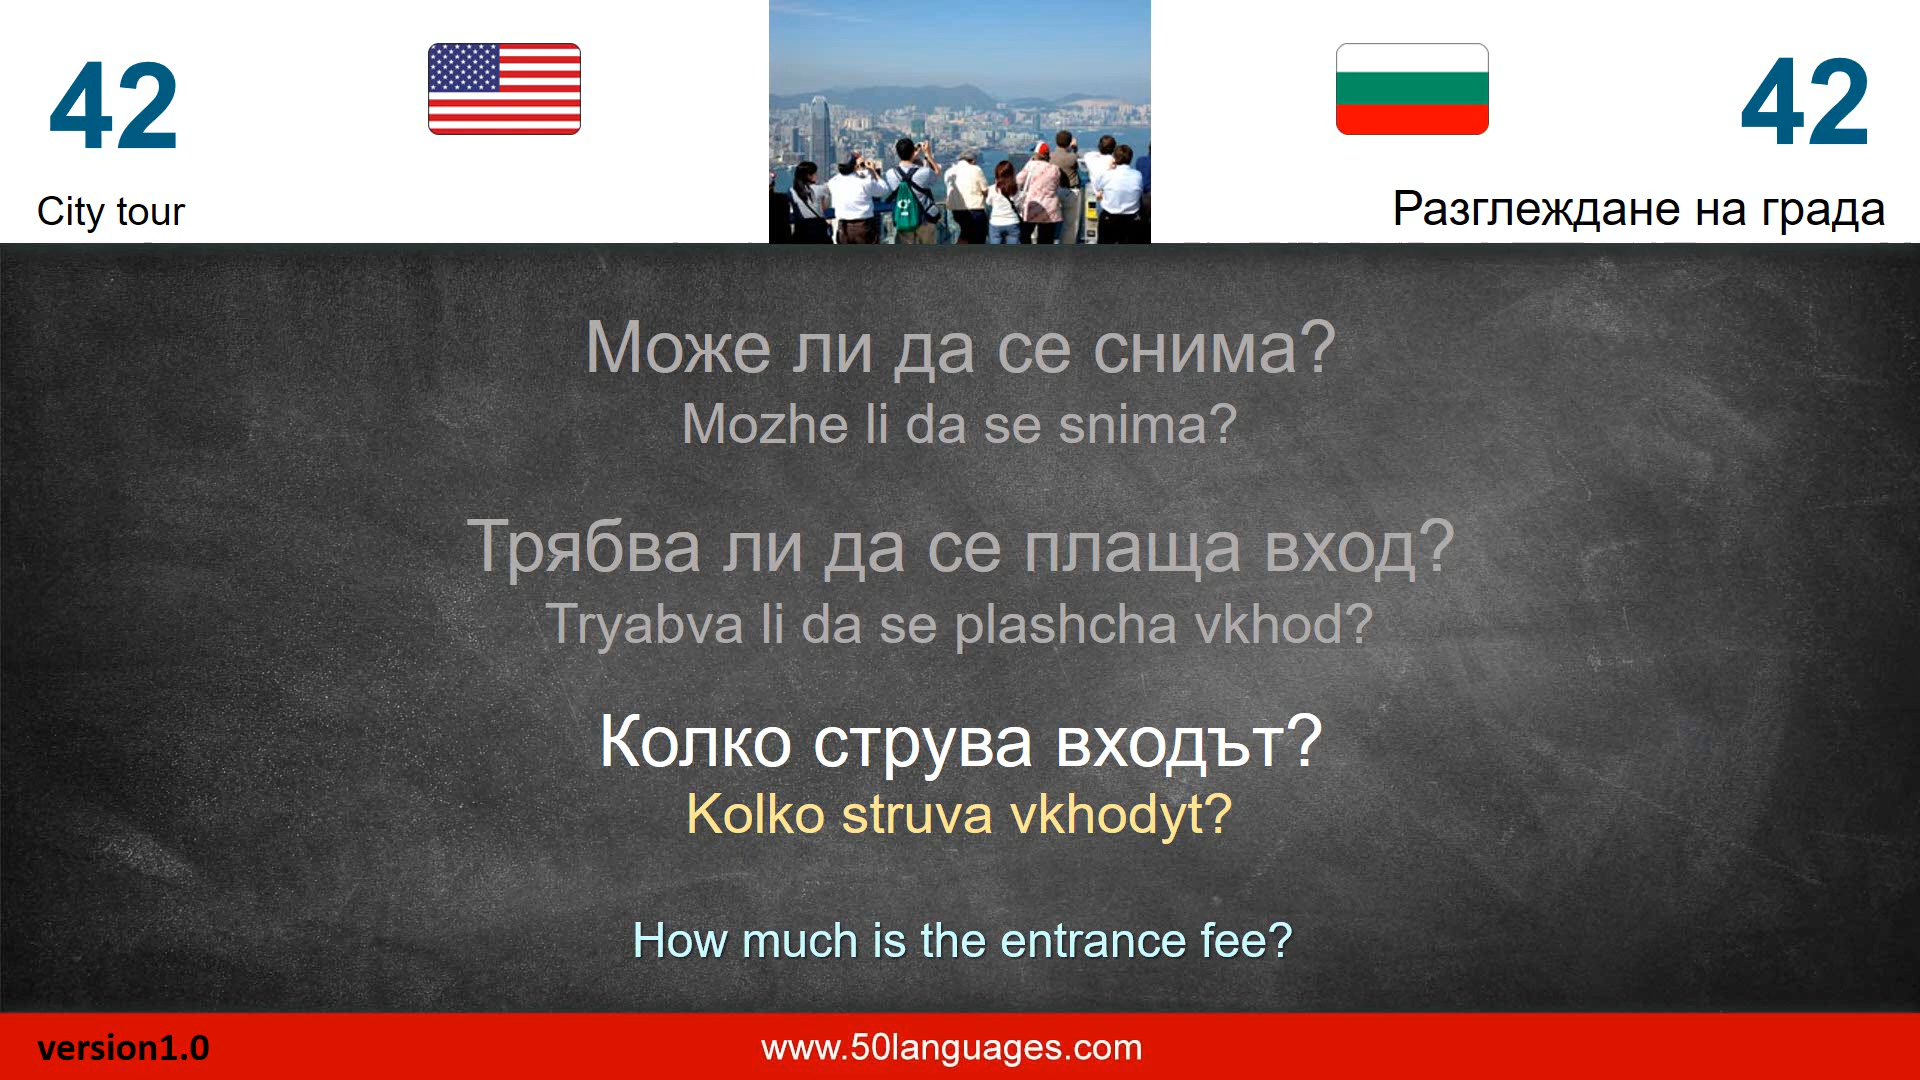 42
42
City tour
Разглеждане на града
Може ли да се снима?
Mozhe li da se snima?
Трябва ли да се плаща вход?
Tryabva li da se plashcha vkhod?
Колко струва входът?
Kolko struva vkhodyt?
How much is the entrance fee?
version1.0
www.50languages.com